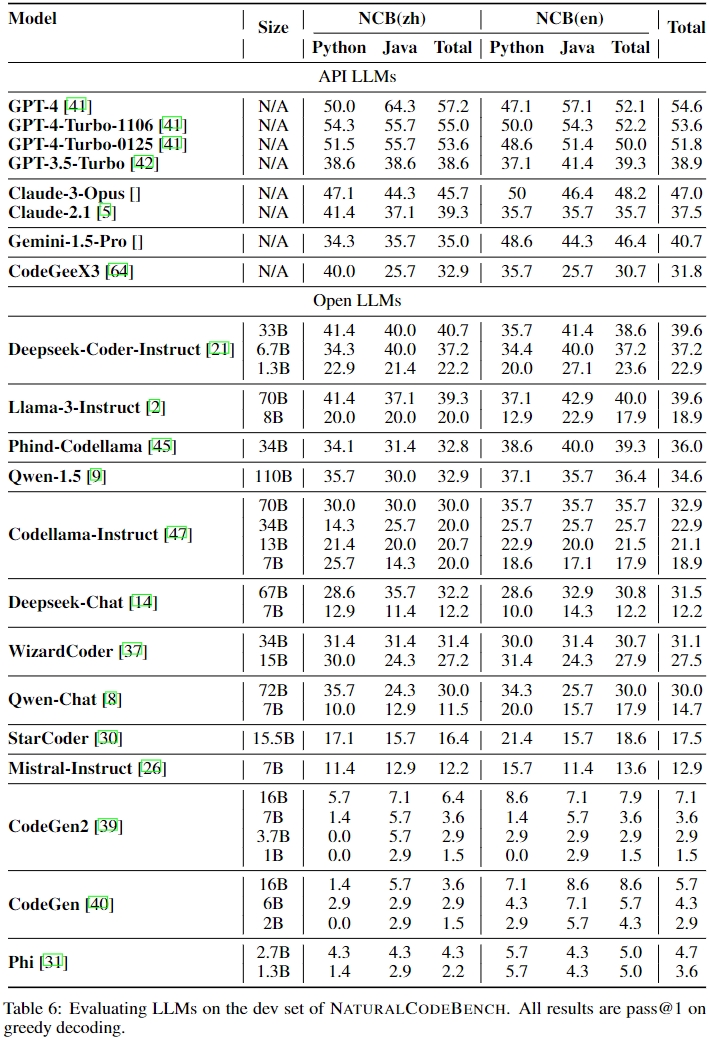 Model Size NCB(zh) NCB(en) Total
Python Java Total Python Java Total
API LLMs
GPT-4 [41] N/A 50.0 64.3 57.2 47.1 57.1 52.1 54.6
GPT-4-Turbo-1106 [41] N/A 54.3 55.7 55.0 50.0 54.3 52.2 53.6
GPT-4-Turbo-0125 [41] N/A 51.5 55.7 53.6 48.6 51.4 50.0 51.8
GPT-3.5-Turbo [42] N/A 38.6 38.6 38.6 37.1 41.4 39.3 38.9
Claude-3-Opus [] N/A 47.1 44.3 45.7 50 46.4 48.2 47.0
Claude-2.1 [5] N/A 41.4 37.1 39.3 35.7 35.7 35.7 37.5
Gemini-1.5-Pro [] N/A 34.3 35.7 35.0 48.6 44.3 46.4 40.7
CodeGeeX3 [64] N/A 40.0 25.7 32.9 35.7 25.7 30.7 31.8
Open LLMs
Deepseek-Coder-Instruct [21] 33B 41.4 40.0 40.7 35.7 41.4 38.6 39.6
6.7B 34.3 40.0 37.2 34.4 40.0 37.2 37.2
1.3B 22.9 21.4 22.2 20.0 27.1 23.6 22.9
Llama-3-Instruct [2] 70B 41.4 37.1 39.3 37.1 42.9 40.0 39.6
8B 20.0 20.0 20.0 12.9 22.9 17.9 18.9
Phind-Codellama [45] 34B 34.1 31.4 32.8 38.6 40.0 39.3 36.0
Qwen-1.5 [9] 110B 35.7 30.0 32.9 37.1 35.7 36.4 34.6
Codellama-Instruct [47] 70B 30.0 30.0 30.0 35.7 35.7 35.7 32.9
34B 14.3 25.7 20.0 25.7 25.7 25.7 22.9
13B 21.4 20.0 20.7 22.9 20.0 21.5 21.1
7B 25.7 14.3 20.0 18.6 17.1 17.9 18.9
Deepseek-Chat [14] 67B 28.6 35.7 32.2 28.6 32.9 30.8 31.5
7B 12.9 11.4 12.2 10.0 14.3 12.2 12.2
WizardCoder [37] 34B 31.4 31.4 31.4 30.0 31.4 30.7 31.1
15B 30.0 24.3 27.2 31.4 24.3 27.9 27.5
Qwen-Chat [8] 72B 35.7 24.3 30.0 34.3 25.7 30.0 30.0
7B 10.0 12.9 11.5 20.0 15.7 17.9 14.7
StarCoder [30] 15.5B 17.1 15.7 16.4 21.4 15.7 18.6 17.5
Mistral-Instruct [26] 7B 11.4 12.9 12.2 15.7 11.4 13.6 12.9
CodeGen2 [39] 16B 5.7 7.1 6.4 8.6 7.1 7.9 7.1
7B 1.4 5.7 3.6 1.4 5.7 3.6 3.6
3.7B 0.0 5.7 2.9 2.9 2.9 2.9 2.9
1B 0.0 2.9 1.5 0.0 2.9 1.5 1.5
CodeGen [40] 16B 1.4 5.7 3.6 7.1 8.6 8.6 5.7
6B 2.9 2.9 2.9 4.3 7.1 5.7 4.3
2B 0.0 2.9 1.5 2.9 5.7 4.3 2.9
Phi [31] 2.7B 4.3 4.3 4.3 5.7 4.3 5.0 4.7
1.3B 1.4 2.9 2.2 5.7 4.3 5.0 3.6
Table 6: Evaluating LLMs on the dev set of NATURALCODEBENCH. All results are pass@1 on
greedy decoding.